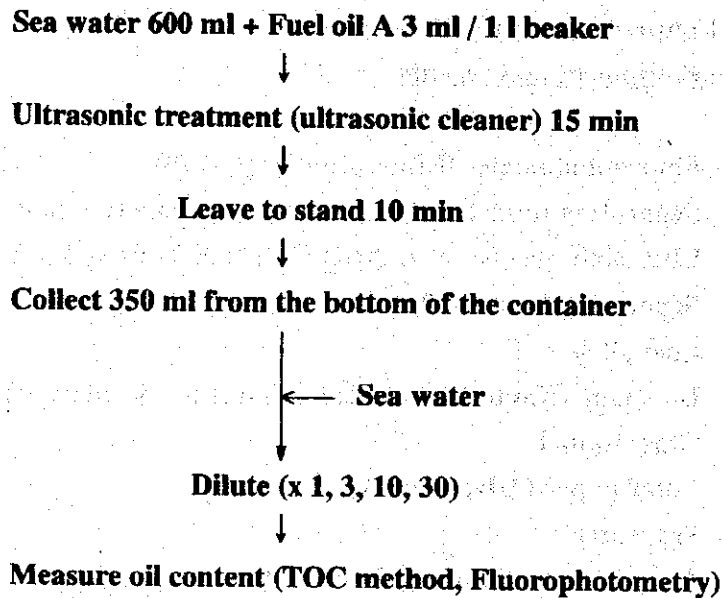 Sea water 600 ml + Fuel oil A 3 ml / 1 l beaker
Ultrasonic treatment (ultrasonic cleaner) 15 min
Leave to stand 10 min
Collect 350 ml from the bottom of the container
Sea water
Dilute (x 1, 3, 10, 30)
Measure oil content (TOC method, Fluorophotometry)